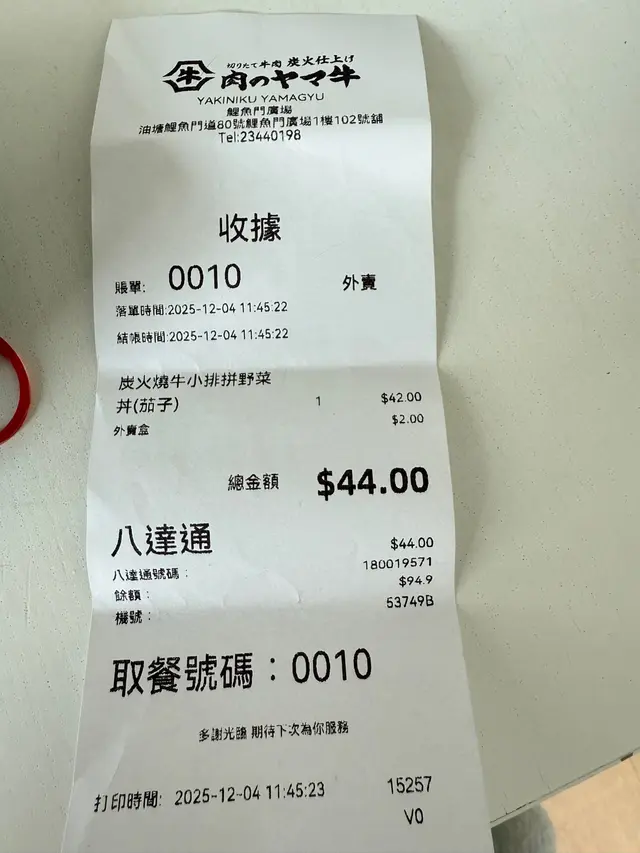 牛
切りたて牛肉 炭火仕上げ
肉のヤマ牛
YAKINIKU YAMAGYU
鯉魚門廣場
油塘鯉魚門道80號鯉魚門廣場1樓102號舖
Tel:23440198
收據
賬單: 0010 外賣
落單時間:2025-12-04 11:45:22
結帳時間:2025-12-04 11:45:22
炭火燒牛小排拼野菜
丼(茄子) 1 $42.00
外賣盒 $2.00
總金額 $44.00
八達通 $44.00
八達通號碼: 180019571
餘額: $94.9
機號: 53749B
取餐號碼:0010
多謝光臨 期待下次為你服務
打印時間: 2025-12-04 11:45:23 15257
V0